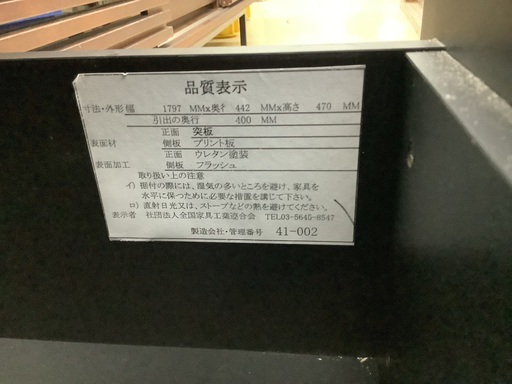 品質表示
寸法・外形 幅 1797 MMx奥行 442 MMx高さ 470 MM
引出の奥行 400 MM
正面 突板
表面材 側板 プリント板
正面 ウレタン塗装
表面加工 側板 フラッシュ
取り扱い上の注意
イ) 据付の際には、湿気の多いところを避け、家具を
水平に保つために必要な措置を講じて下さい。
ロ) 直射日光又は、ストーブなどの熱を避けてください。
表示者 社団法人全国家具工業連合会 TEL03-5645-8547
製造会社・管理番号 41-002